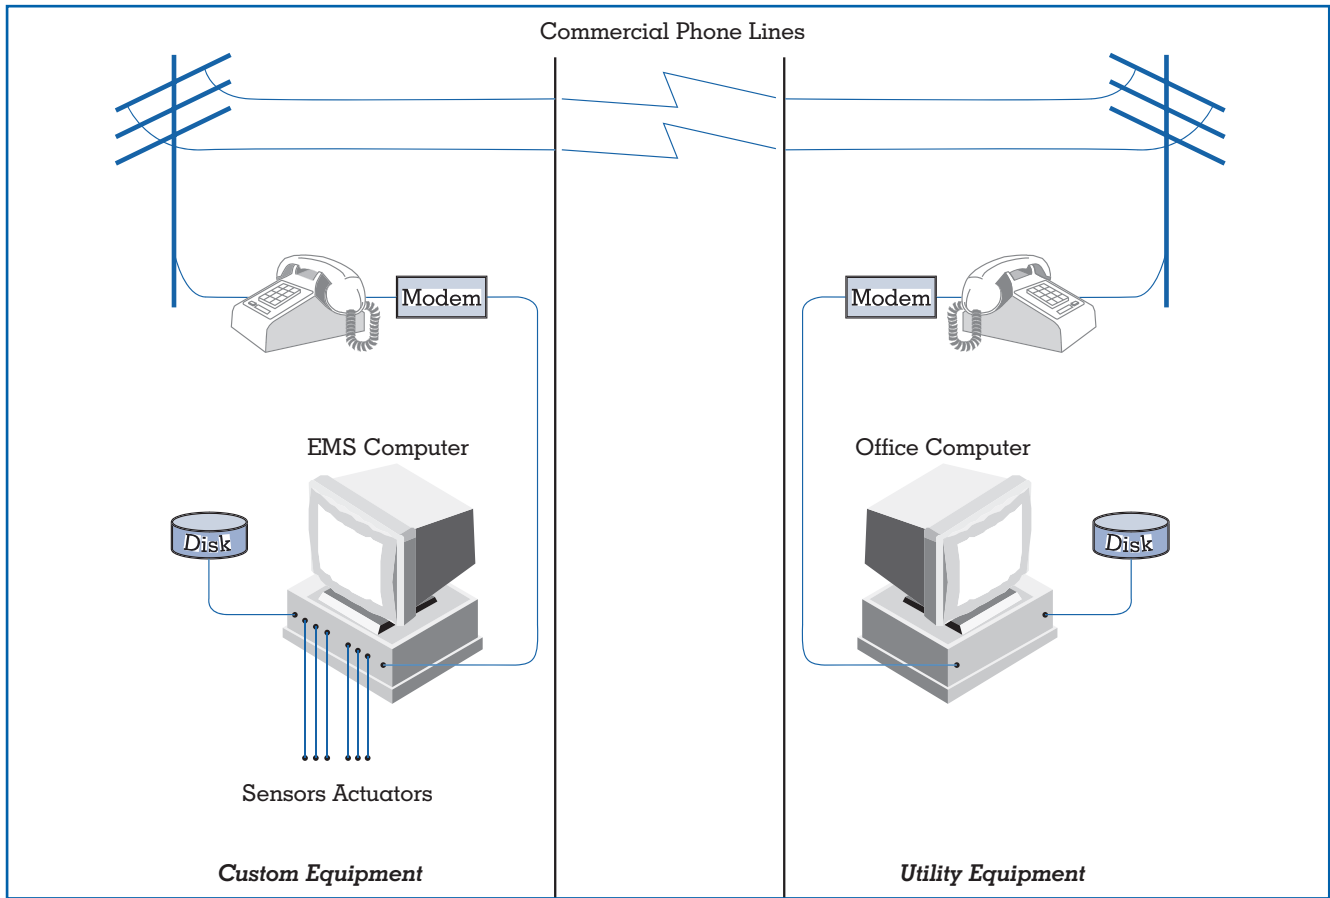 Commercial Phone Lines
Modem
Modem
EMS Computer
Office Computer
Disk
Disk
Sensors Actuators
Custom Equipment
Utility Equipment